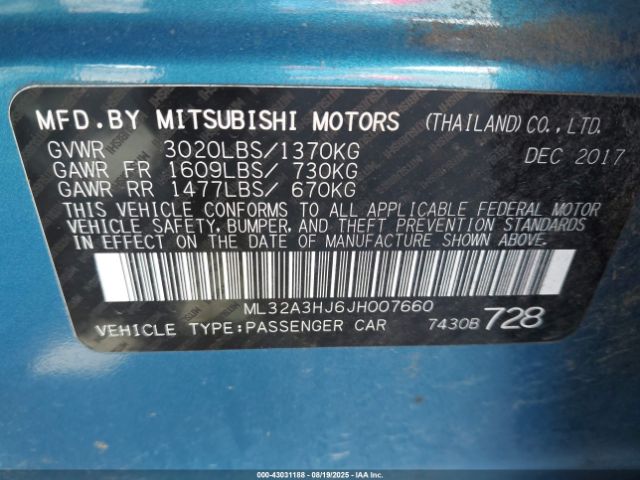 MFD.BY MITSUBISHI MOTORS (THAILAND)CO.,LTD.
GVWR 3020LBS/1370KG DEC 2017
GAWR FR 1609LBS/ 730KG
GAWR RR 1477LBS/ 670KG
THIS VEHICLE CONFORMS TO ALL APPLICABLE FEDERAL MOTOR
VEHICLE SAFETY, BUMPER, AND THEFT PREVENTION STANDARDS
IN EFFECT ON THE DATE OF MANUFACTURE SHOWN ABOVE.
ML32A3HJ6JH007660
VEHICLE TYPE:PASSENGER CAR 7430B 728
000-43031188 - 08/19/2025 - IAAI - Copart